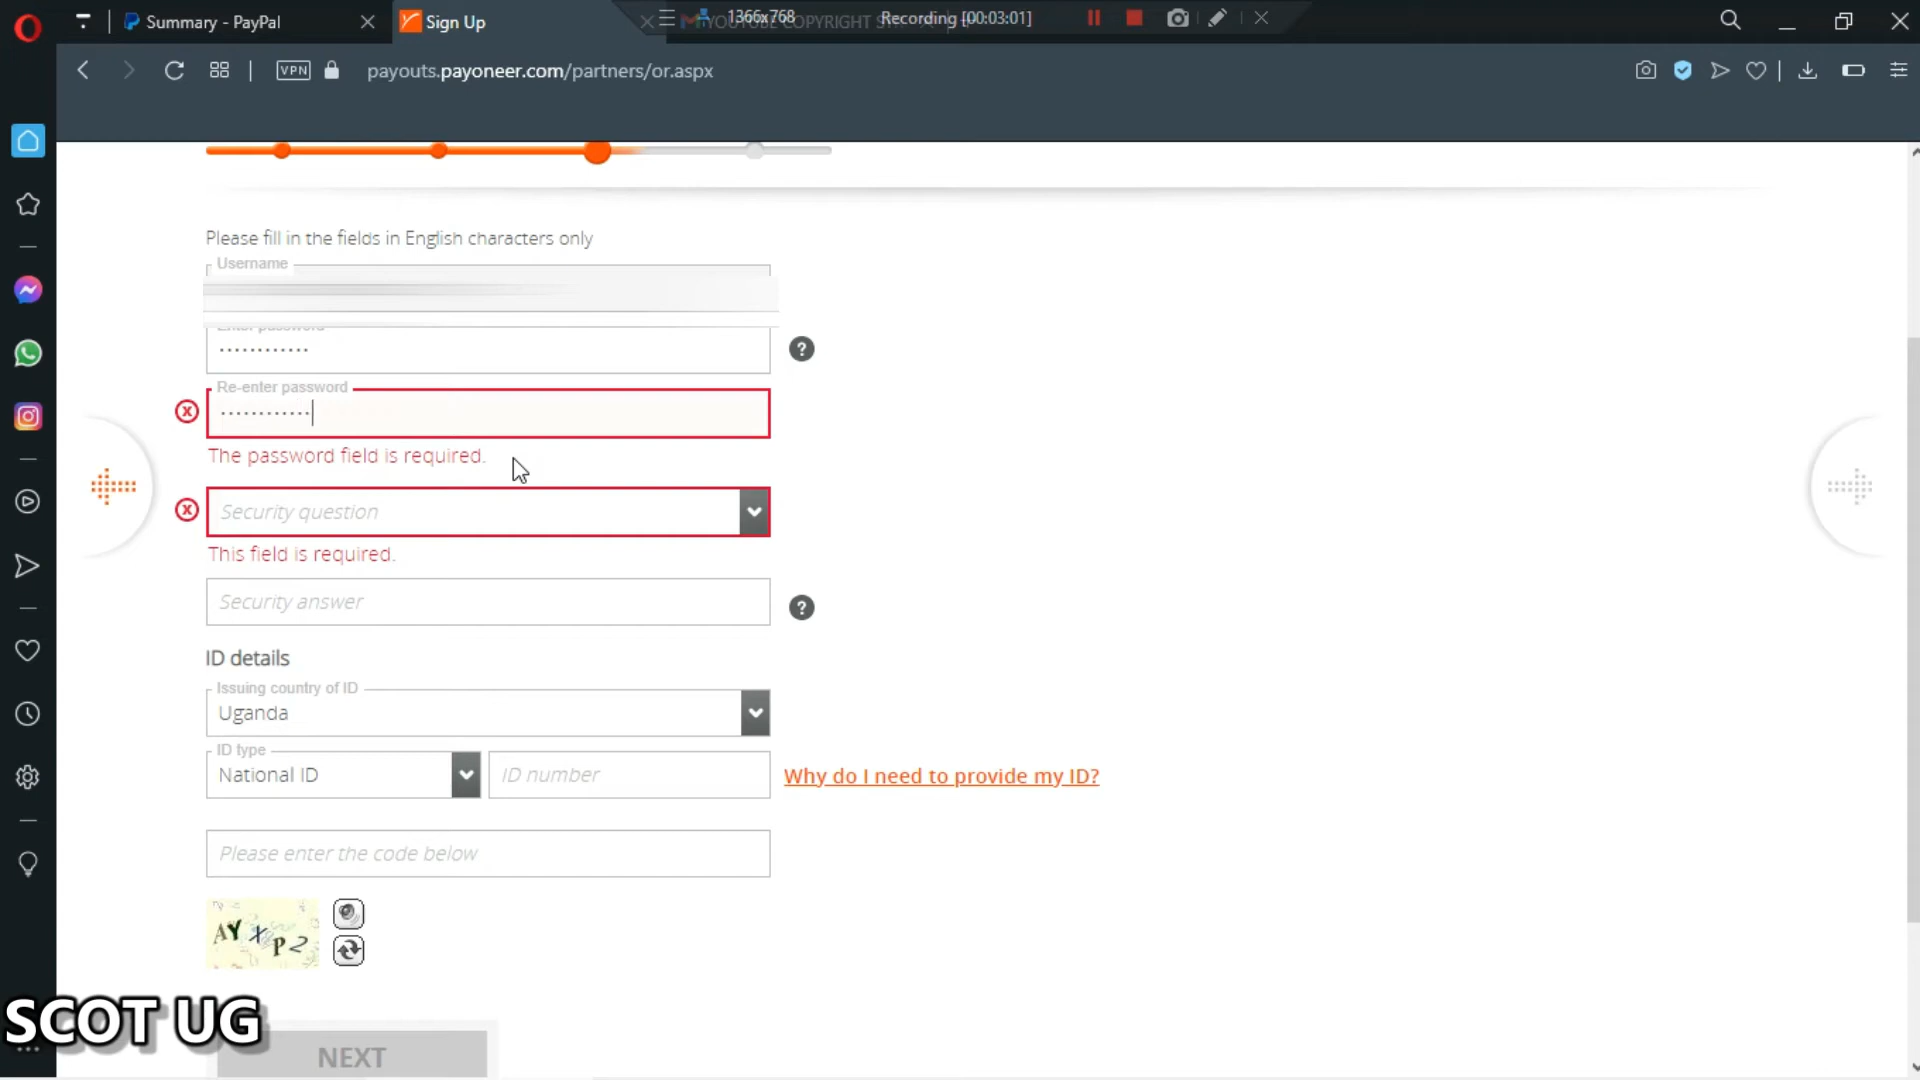 Summary - PayPal
Sign Up
1366x768
Recording [00:03:01]
VPN
payouts.payoneer.com/partners/or.aspx
Please fill in the fields in English characters only
Username
Enter password
Re-enter password
The password field is required.
Security question
This field is required.
Security answer
ID details
Issuing country of ID
Uganda
ID type
National ID
ID number
Why do I need to provide my ID?
Please enter the code below
SCOT UG
NEXT